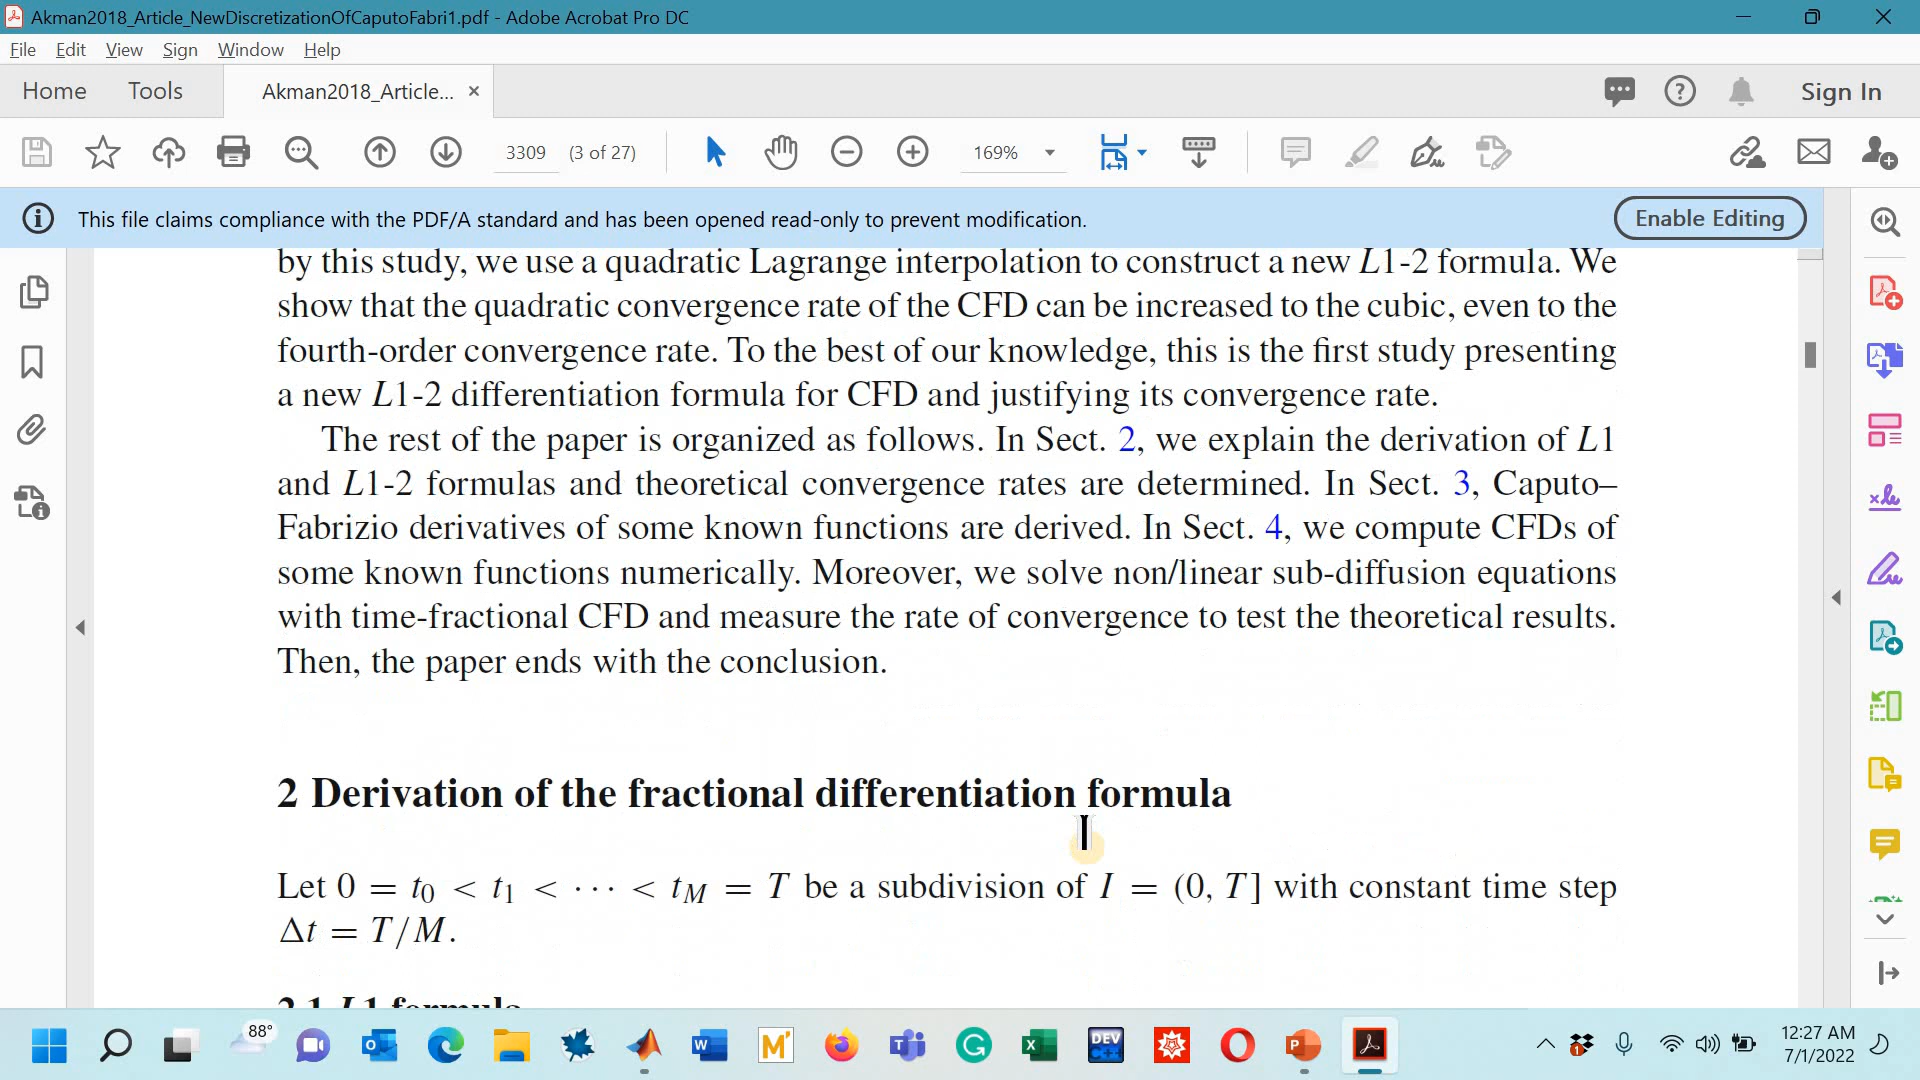 Akman2018_Article_NewDiscretizationOfCaputoFabri1.pdf - Adobe Acrobat Pro DC
File Edit View Sign Window Help
Home Tools Akman2018_Article... × Sign In
3309 (3 of 27) 169%
This file claims compliance with the PDF/A standard and has been opened read-only to prevent modification. Enable Editing
by this study, we use a quadratic Lagrange interpolation to construct a new L1-2 formula. We
show that the quadratic convergence rate of the CFD can be increased to the cubic, even to the
fourth-order convergence rate. To the best of our knowledge, this is the first study presenting
a new L1-2 differentiation formula for CFD and justifying its convergence rate.
The rest of the paper is organized as follows. In Sect. 2, we explain the derivation of L1
and L1-2 formulas and theoretical convergence rates are determined. In Sect. 3, Caputo–
Fabrizio derivatives of some known functions are derived. In Sect. 4, we compute CFDs of
some known functions numerically. Moreover, we solve non/linear sub-diffusion equations
with time-fractional CFD and measure the rate of convergence to test the theoretical results.
Then, the paper ends with the conclusion.
2 Derivation of the fractional differentiation formula
Let 0 = t₀ < t₁ < ··· < t_M = T be a subdivision of I = (0, T] with constant time step
Δt = T/M.
2.1 L1 formula
88°
DEV C++
12:27 AM
7/1/2022